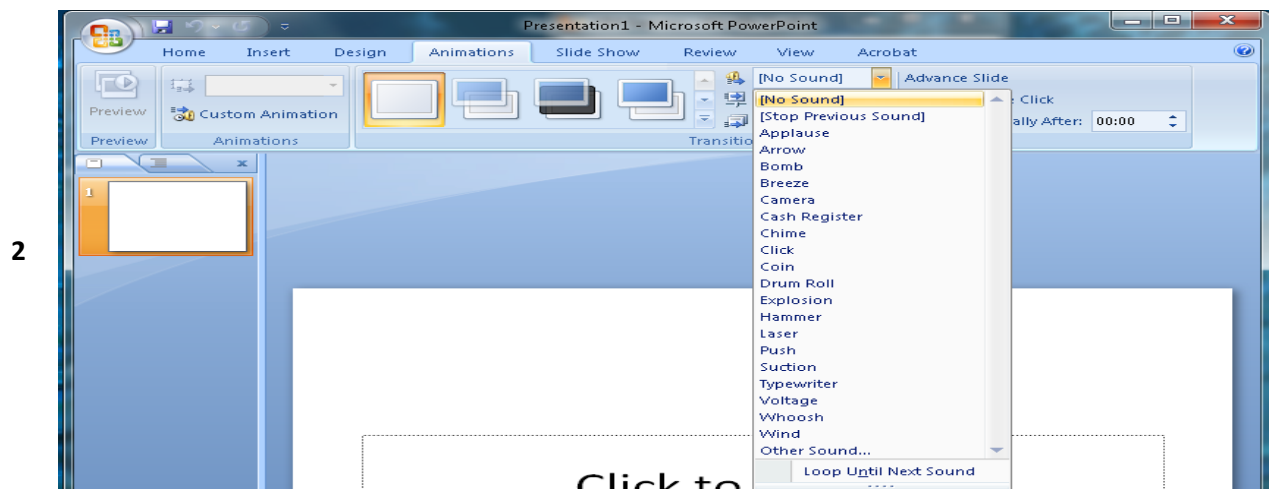 Presentation1 - Microsoft PowerPoint
Home Insert Design Animations Slide Show Review View Acrobat
[No Sound] Advance Slide
Preview Custom Animation
Click
ally After: 00:00
Preview Animations Transitio
[No Sound]
[Stop Previous Sound]
Applause
Arrow
Bomb
Breeze
Camera
Cash Register
Chime
Click
Coin
Drum Roll
Explosion
Hammer
Laser
Push
Suction
Typewriter
Voltage
Whoosh
Wind
Other Sound...
Loop Until Next Sound
1
2
Click to